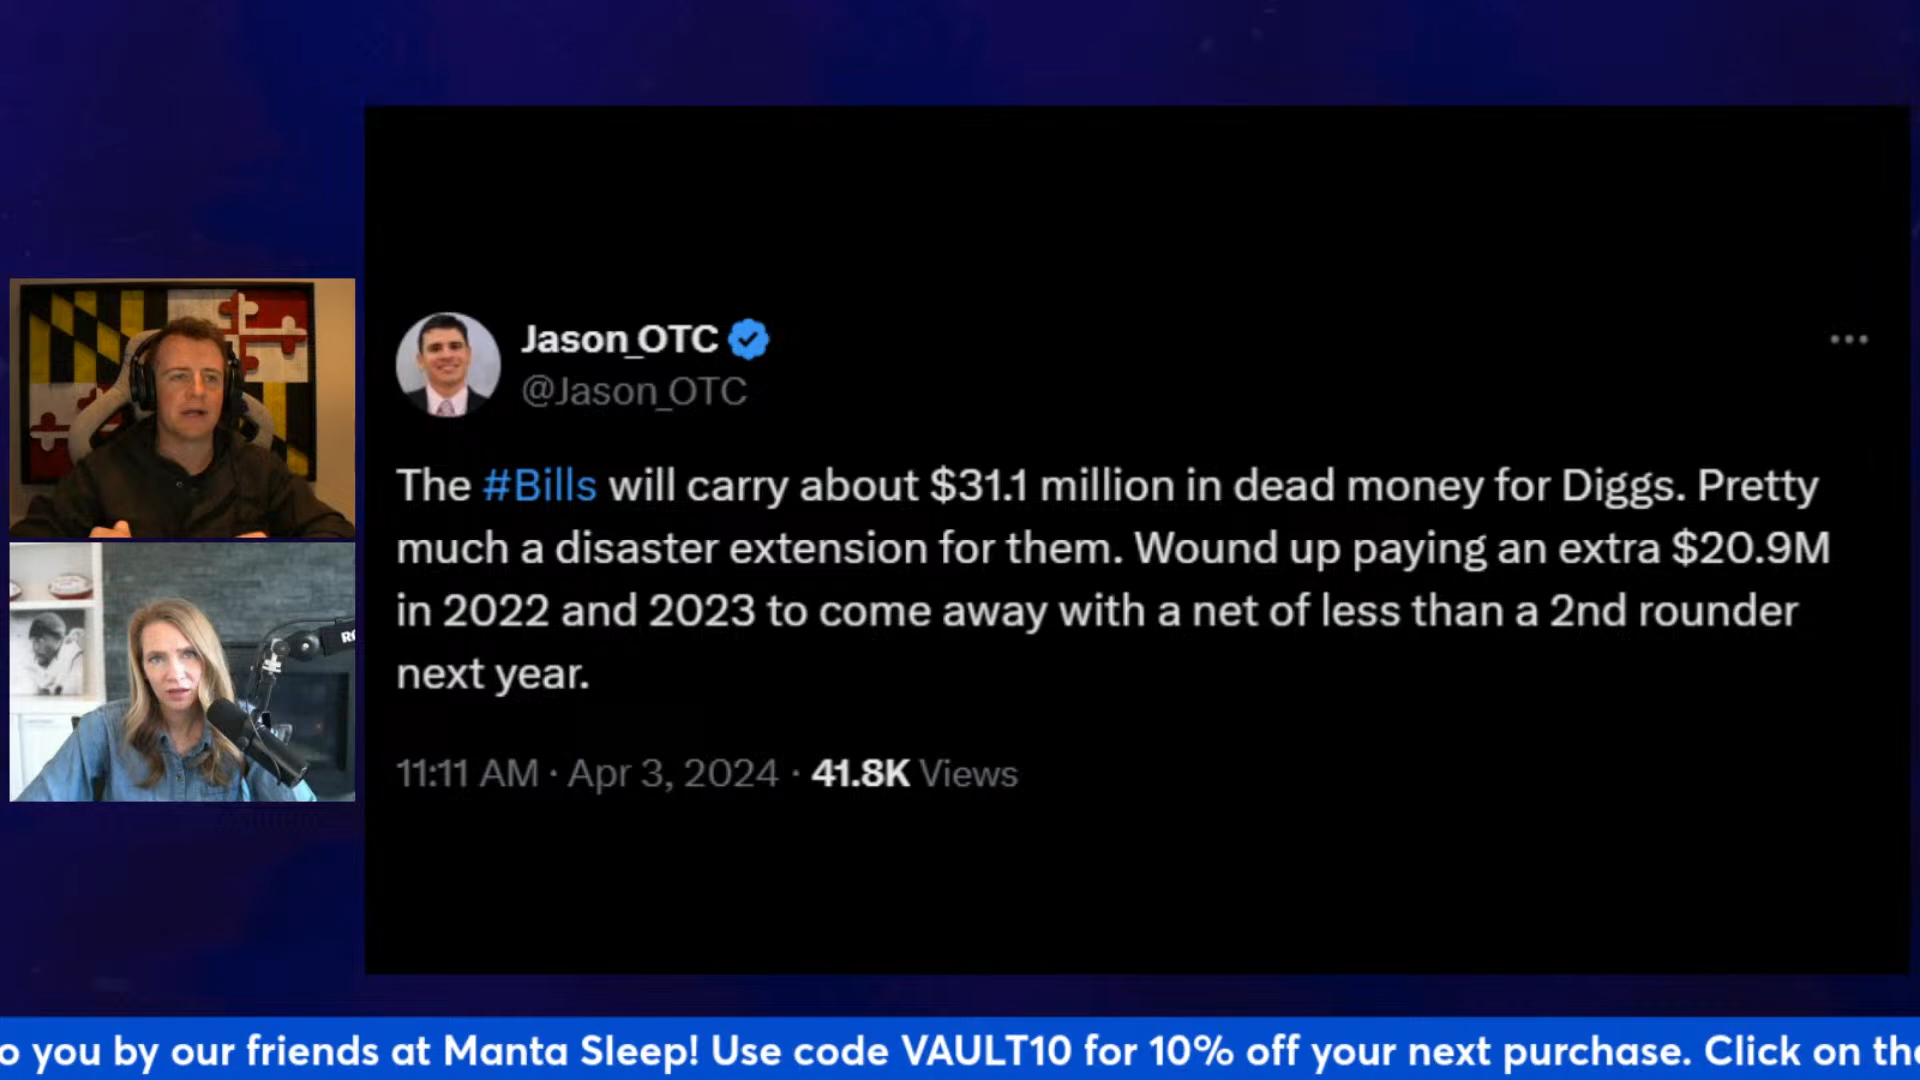 Jason_OTC
@Jason_OTC
The #Bills will carry about $31.1 million in dead money for Diggs. Pretty
much a disaster extension for them. Wound up paying an extra $20.9M
in 2022 and 2023 to come away with a net of less than a 2nd rounder
next year.
11:11 AM · Apr 3, 2024 · 41.8K Views
o you by our friends at Manta Sleep! Use code VAULT10 for 10% off your next purchase. Click on the